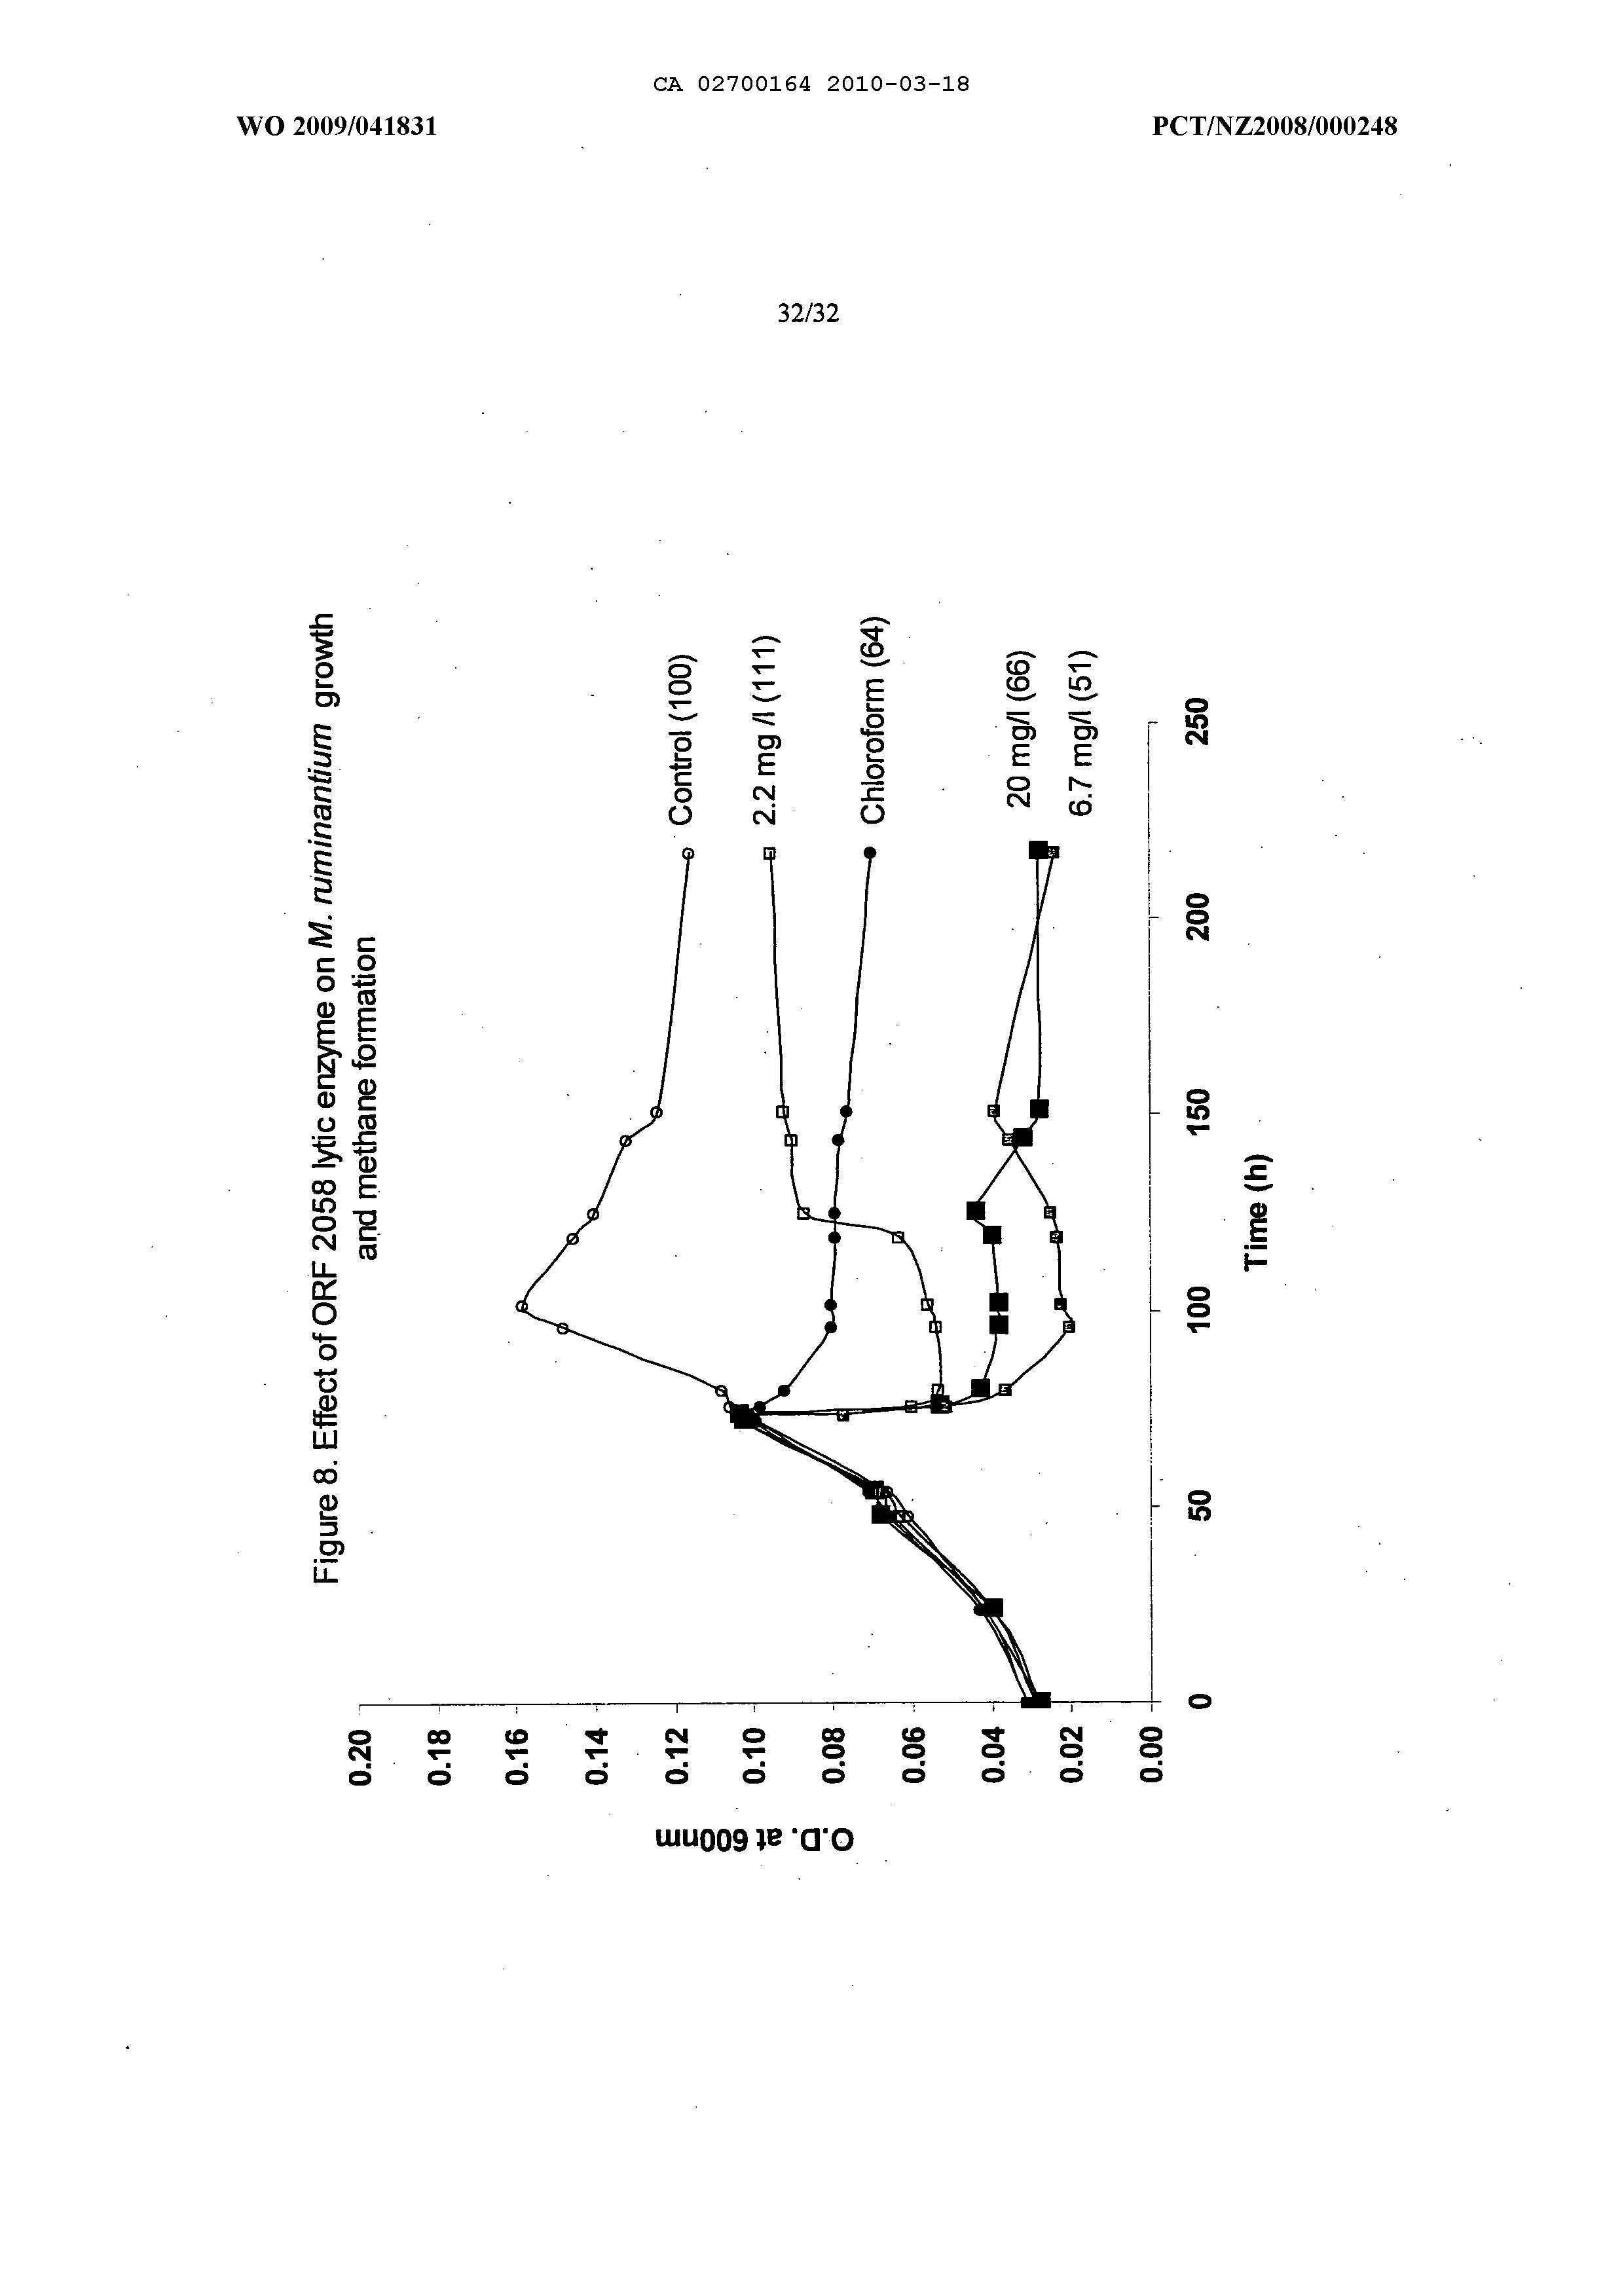 CA 02700164 2010-03-18
WO 2009/041831
PCT/NZ2008/000248
32/32
Figure 8. Effect of ORF 2058 lytic enzyme on M. ruminantium growth
and methane formation
Control (100)
2.2 mg /l (111)
Chloroform (64)
20 mg/l (66)
6.7 mg/l (51)
0.20
0.18
0.16
0.14
0.12
0.10
0.08
0.06
0.04
0.02
0.00
O.D. at 600nm
0
50
100
150
200
250
Time (h)